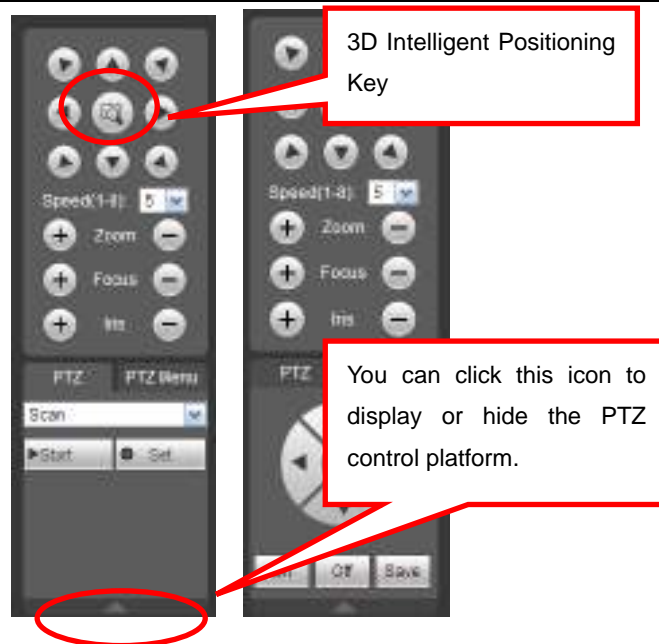 3D Intelligent Positioning
Key
Speed(1-8): 5
Zoom
Focus
Iris
PTZ PTZ Menu
Scan
Start Set
Speed(1-8): 5
Zoom
Focus
Iris
PTZ
You can click this icon to
display or hide the PTZ
control platform.
Off Save